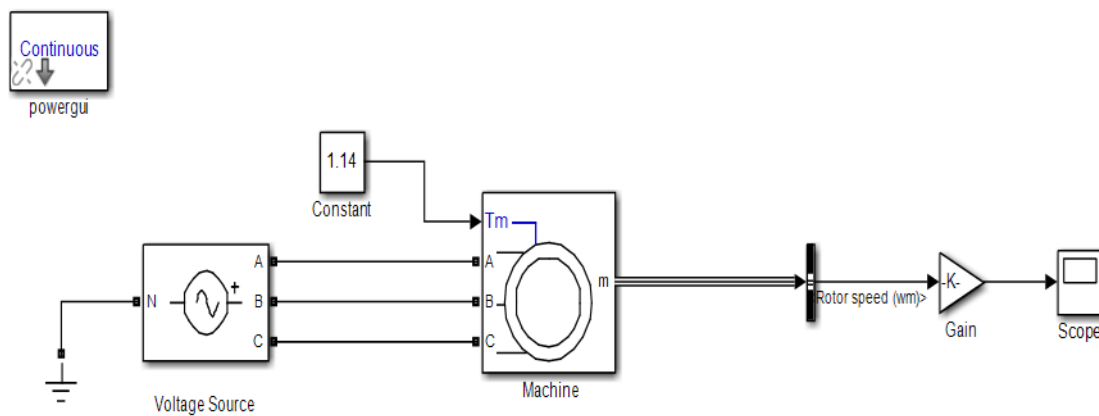 Continuous
powergui
1.14
Constant
Tm
A
B
C
m
N
+
A
B
C
Rotor speed (wm)>
-K-
Gain
Scope
Machine
Voltage Source